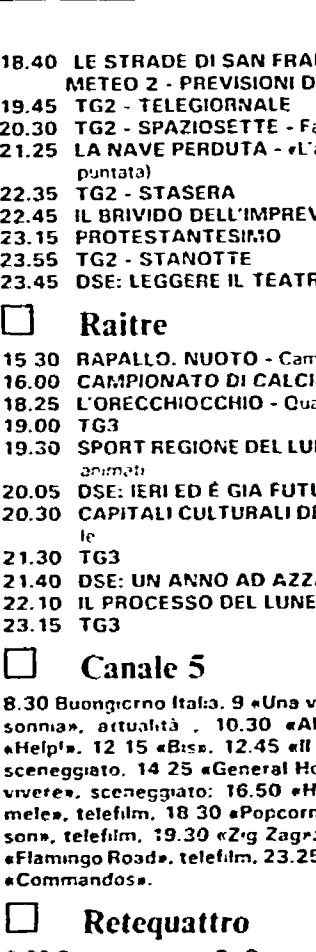 18.40 LE STRADE DI SAN FRA
METEO 2 - PREVISIONI D
19.45 TG2 - TELEGIORNALE
20.30 TG2 - SPAZIOSETTE - Fa
21.25 LA NAVE PERDUTA - «L'a
puntata)
22.35 TG2 - STASERA
22.45 IL BRIVIDO DELL'IMPREV
23.15 PROTESTANTESIMO
23.55 TG2 - STANOTTE
23.45 DSE: LEGGERE IL TEATR
Raitre
15 30 RAPALLO. NUOTO - Cam
16.00 CAMPIONATO DI CALCI
18.25 L'ORECCHIOCCHIO - Qua
19.00 TG3
19.30 SPORT REGIONE DEL LU
animati
20.05 DSE: IERI ED É GIA FUTU
20.30 CAPITALI CULTURALI DE
le
21.30 TG3
21.40 DSE: UN ANNO AD AZZ
22.10 IL PROCESSO DEL LUNE
23.15 TG3
Canale 5
8.30 Buongiorno Italia. 9 «Una v
sonnia», attualità , 10.30 «Al
«Help!». 12 15 «Bis». 12.45 «Il
sceneggiato. 14 25 «General Ho
vivere», sceneggiato: 16.50 «H
mele», telefilm, 18 30 «Popcorn
son», telefilm, 19.30 «Zig Zag»
«Flamingo Road», telefilm, 23.25
«Commandos».
Retequattro